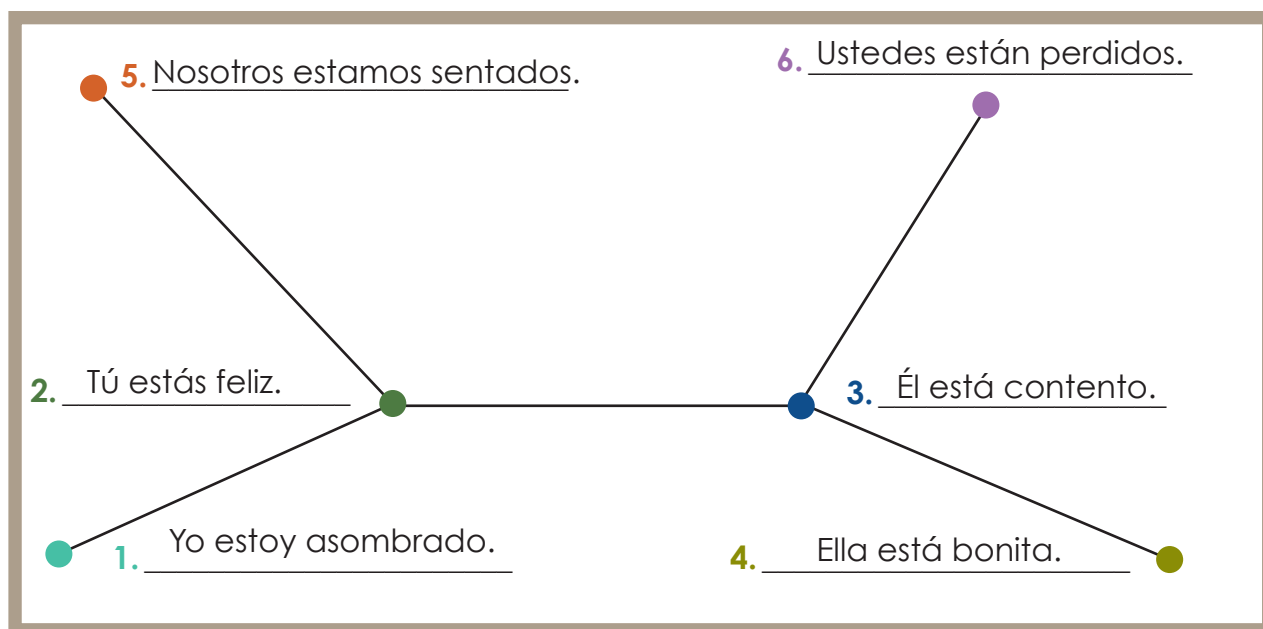 5. Nosotros estamos sentados.
6. Ustedes están perdidos.
2. Tú estás feliz.
3. Él está contento.
1. Yo estoy asombrado.
4. Ella está bonita.